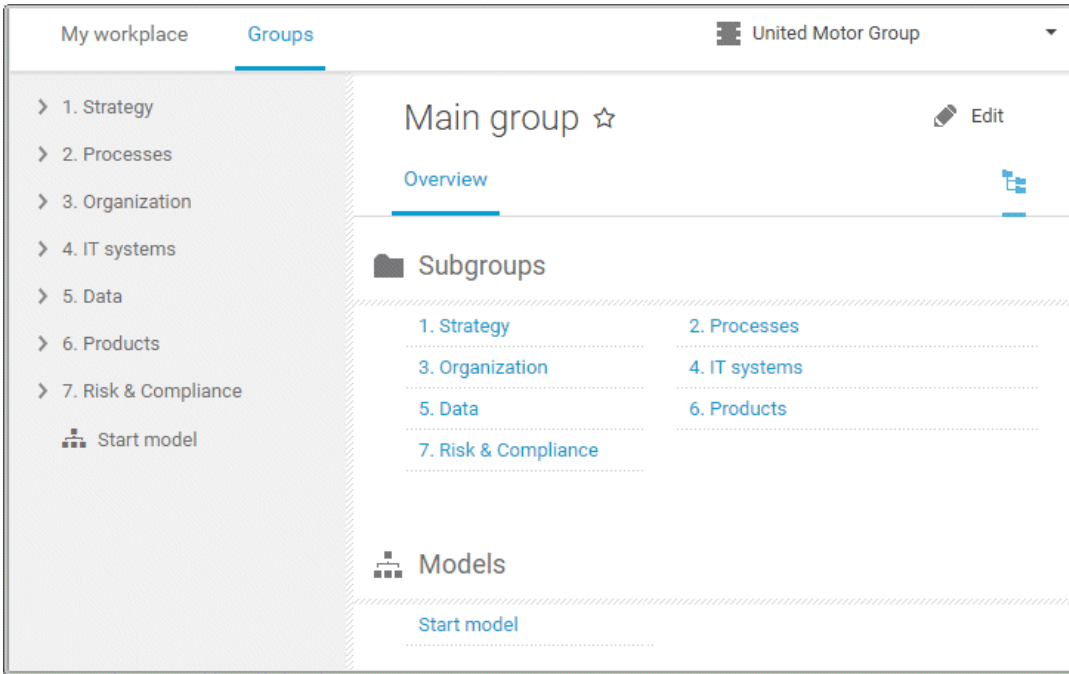 My workplace Groups United Motor Group
1. Strategy
2. Processes
3. Organization
4. IT systems
5. Data
6. Products
7. Risk & Compliance
Start model
Main group Edit
Overview
Subgroups
1. Strategy 2. Processes
3. Organization 4. IT systems
5. Data 6. Products
7. Risk & Compliance
Models
Start model